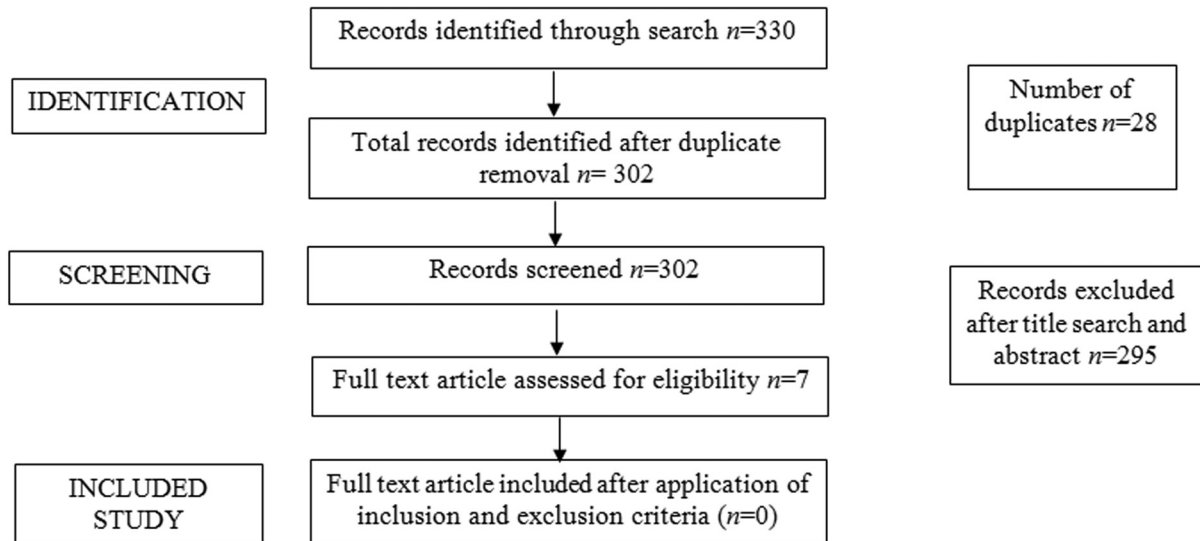 Records identified through search n=330
IDENTIFICATION
Number of
duplicates n=28
Total records identified after duplicate
removal n= 302
SCREENING
Records screened n=302
Records excluded
after title search and
abstract n=295
Full text article assessed for eligibility n=7
INCLUDED
STUDY
Full text article included after application of
inclusion and exclusion criteria (n=0)